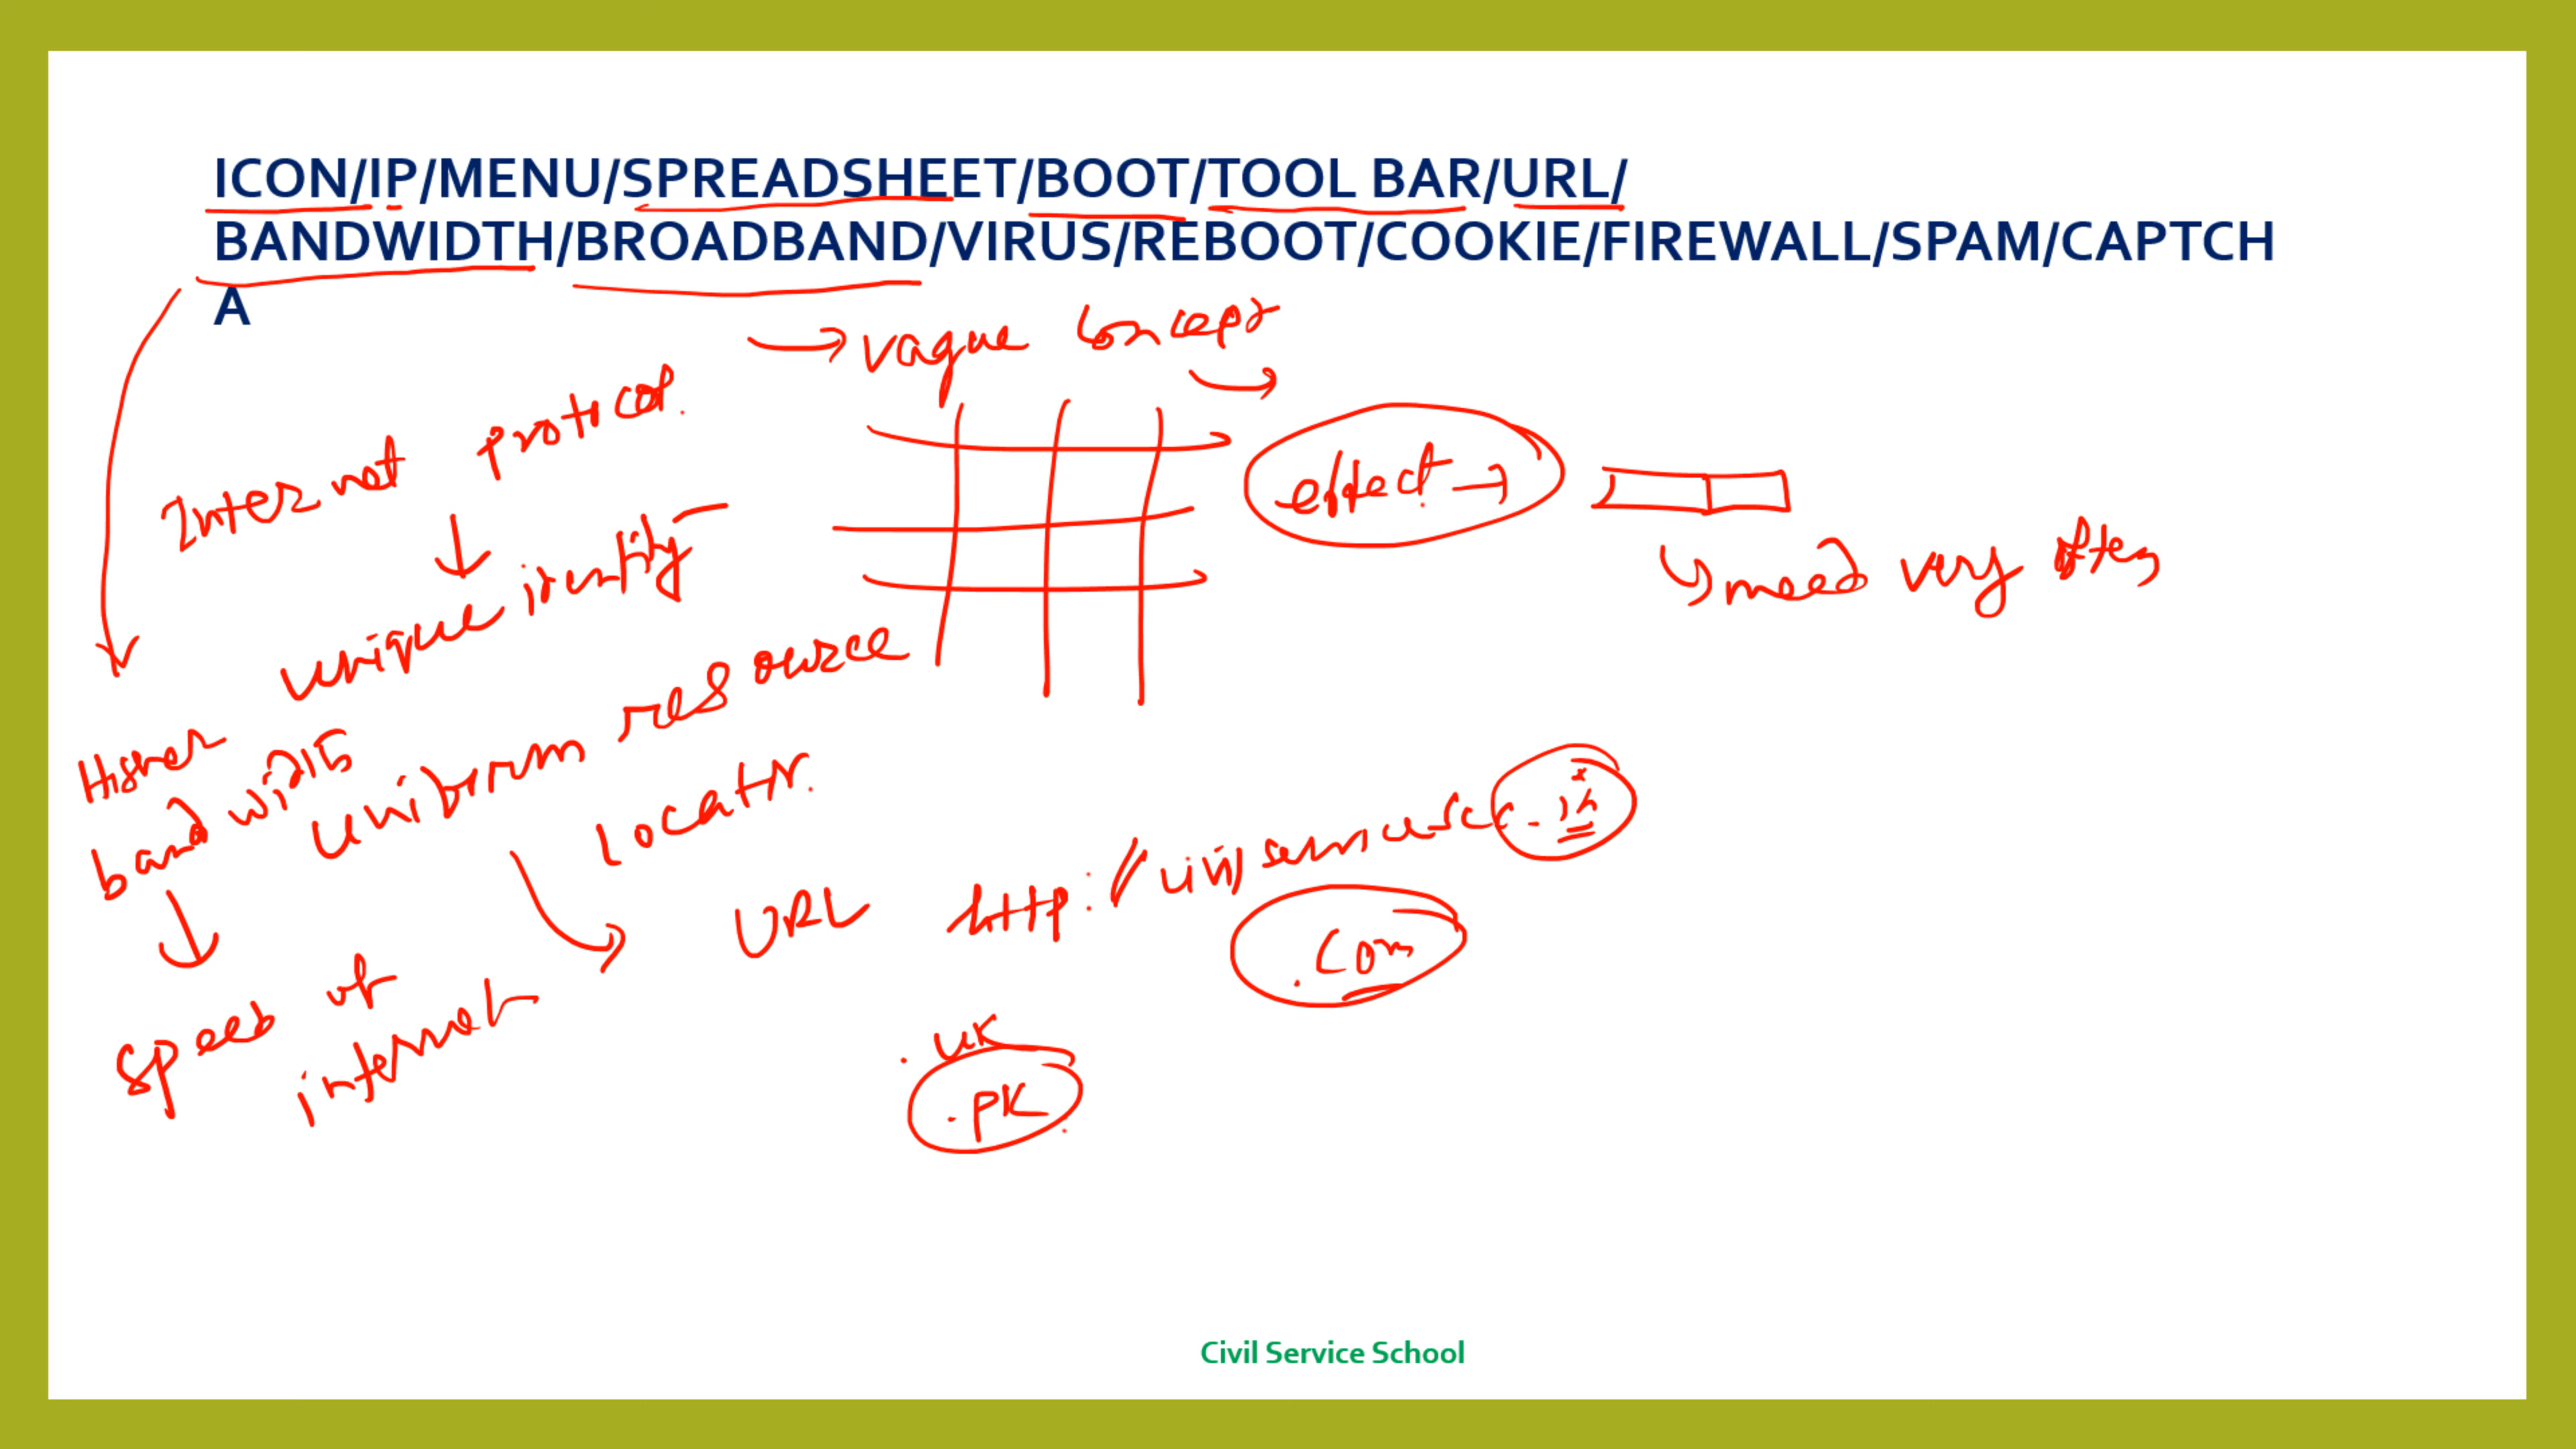 ICON/IP/MENU/SPREADSHEET/BOOT/TOOL BAR/URL/
BANDWIDTH/BROADBAND/VIRUS/REBOOT/COOKIE/FIREWALL/SPAM/CAPTCH
A
vague concept
Internet
effect
need very often
unique identity
uniform resource
locator.
Higher
band width
URL http://
.in
.com
speed of
internet
.UK
.PK
Civil Service School